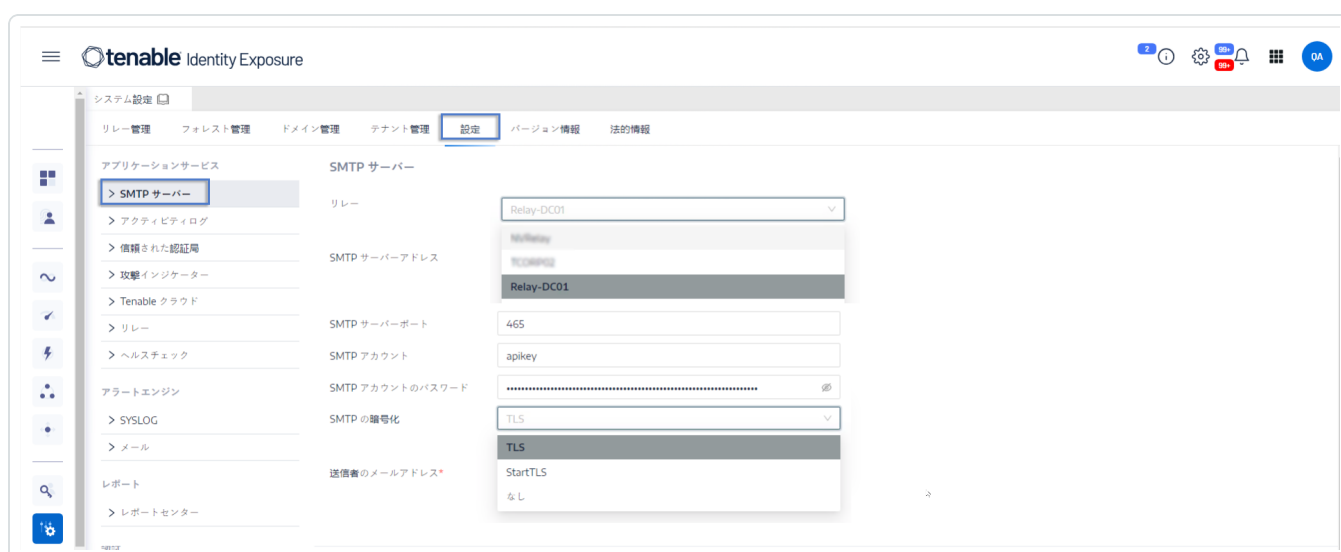 tenable Identity Exposure
2
99+
99+
QA
システム設定
リレー管理 フォレスト管理 ドメイン管理 テナント管理 設定 バージョン情報 法的情報
アプリケーションサービス
> SMTP サーバー
> アクティビティログ
> 信頼された認証局
> 攻撃インジケーター
> Tenable クラウド
> リレー
> ヘルスチェック
アラートエンジン
> SYSLOG
> メール
レポート
> レポートセンター
認証
SMTP サーバー
リレー
Relay-DC01
NVRelay
TCORP02
Relay-DC01
SMTP サーバーアドレス
SMTP サーバーポート
465
SMTP アカウント
apikey
SMTP アカウントのパスワード
SMTP の暗号化
TLS
TLS
StartTLS
なし
送信者のメールアドレス*